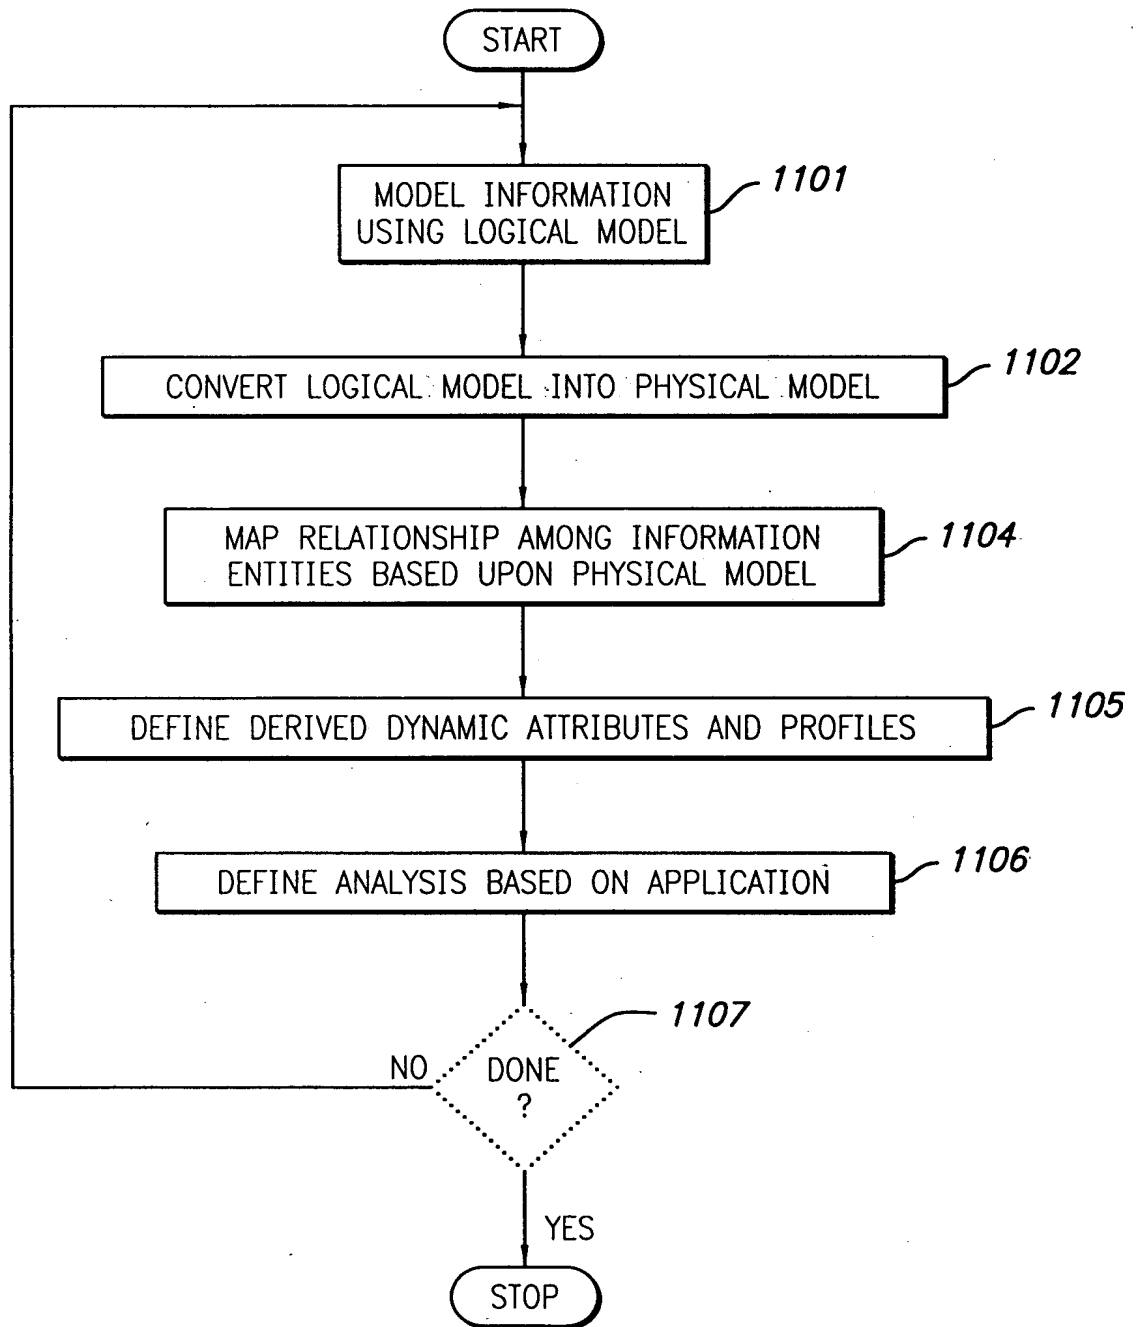 START
MODEL INFORMATION
USING LOGICAL MODEL
1101
CONVERT LOGICAL MODEL INTO PHYSICAL MODEL
1102
MAP RELATIONSHIP AMONG INFORMATION
ENTITIES BASED UPON PHYSICAL MODEL
1104
DEFINE DERIVED DYNAMIC ATTRIBUTES AND PROFILES
1105
DEFINE ANALYSIS BASED ON APPLICATION
1106
1107
NO
DONE
?
YES
STOP